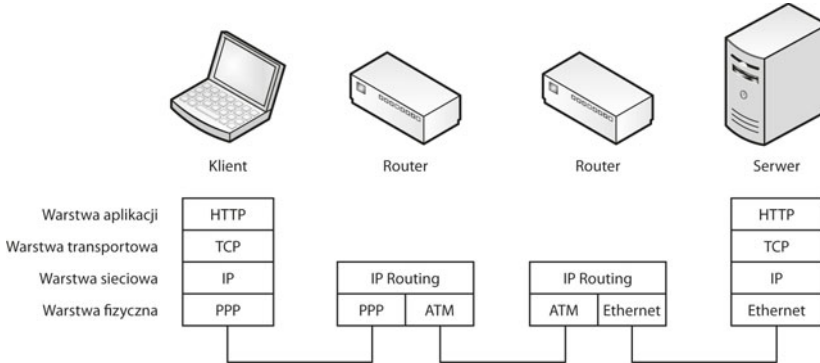 Klient Router Router Serwer
Warstwa aplikacji HTTP HTTP
Warstwa transportowa TCP TCP
Warstwa sieciowa IP IP Routing IP Routing IP
Warstwa fizyczna PPP PPP ATM ATM Ethernet Ethernet